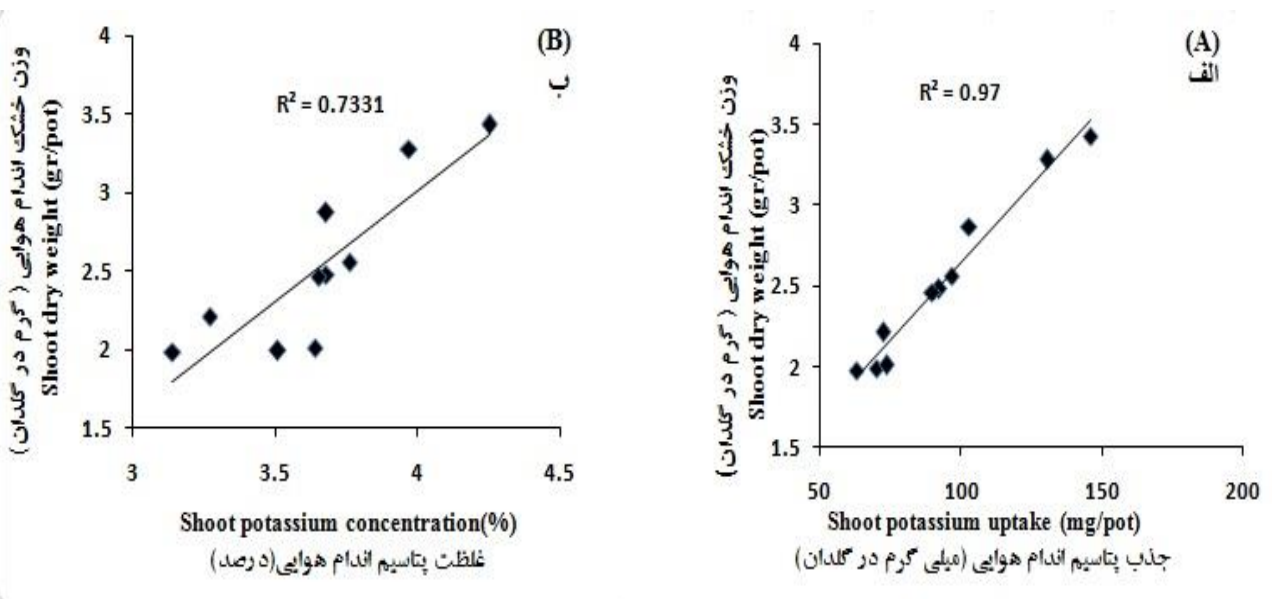 (B)
ب
R² = 0.7331
وزن خشک اندام هوایی ( گرم در گلدان)
Shoot dry weight (gr/pot)
4
3.5
3
2.5
2
1.5
3
3.5
4
4.5
Shoot potassium concentration(%)
غلظت پتاسیم اندام هوایی(درصد)
(A)
الف
R² = 0.97
وزن خشک اندام هوایی ( گرم در گلدان)
Shoot dry weight (gr/pot)
4
3.5
3
2.5
2
1.5
50
100
150
200
Shoot potassium uptake (mg/pot)
جذب پتاسیم اندام هوایی (میلی گرم در گلدان)